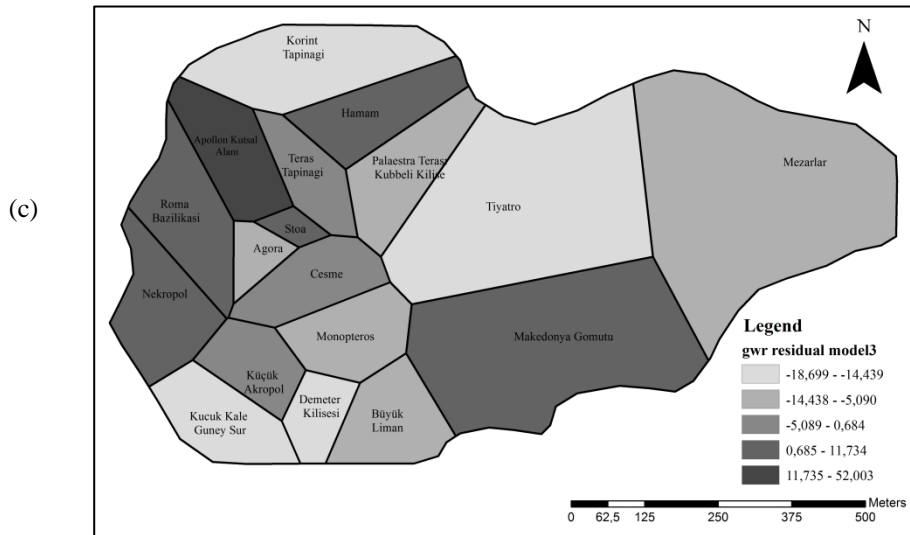 (c)
N
Korint
Tapinagi
Hamam
Apollon Kutsal
Alanı
Teras
Tapinagi
Palaestra Terası
Kubbeli Kilise
Mezarlar
Tiyatro
Roma
Bazilikasi
Stoa
Agora
Cesme
Nekropol
Monopteros
Makedonya Gomutu
Küçük
Akropol
Demeter
Kilisesi
Kucuk Kale
Guney Sur
Büyük
Liman
Legend
gwr residual model3
-18,699 - -14,439
-14,438 - -5,090
-5,089 - 0,684
0,685 - 11,734
11,735 - 52,003
Meters
0 62,5 125 250 375 500